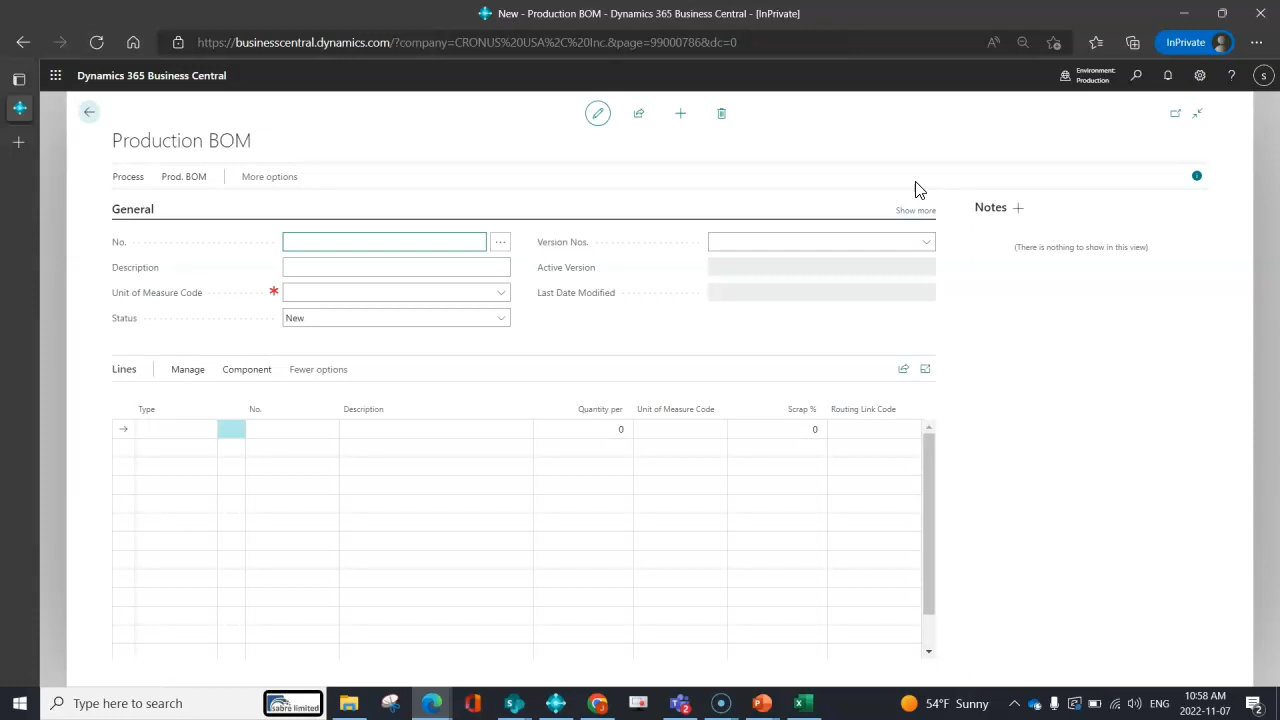 New - Production BOM - Dynamics 365 Business Central - [InPrivate]
https://businesscentral.dynamics.com/?company=CRONUS%20USA%2C%20Inc.&page=99000786&dc=0
InPrivate
Dynamics 365 Business Central
Environment:
Production
S
Production BOM
Process Prod. BOM More options
General Show more
No.
Description
Unit of Measure Code *
Status New
Version Nos.
Active Version
Last Date Modified
Notes
(There is nothing to show in this view)
Lines Manage Component Fewer options
Type No. Description Quantity per Unit of Measure Code Scrap % Routing Link Code
0 0
Type here to search
sabre limited
54°F Sunny
ENG
10:58 AM
2022-11-07
2